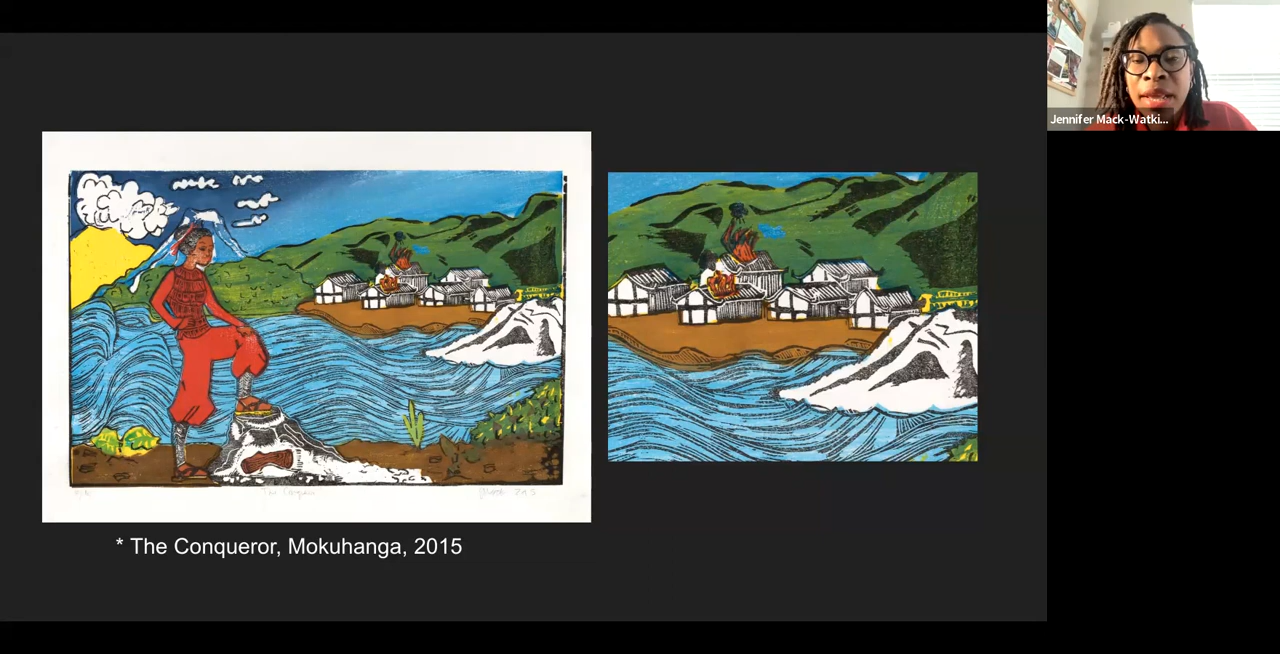 Jennifer Mack-Watki...
* The Conqueror, Mokuhanga, 2015